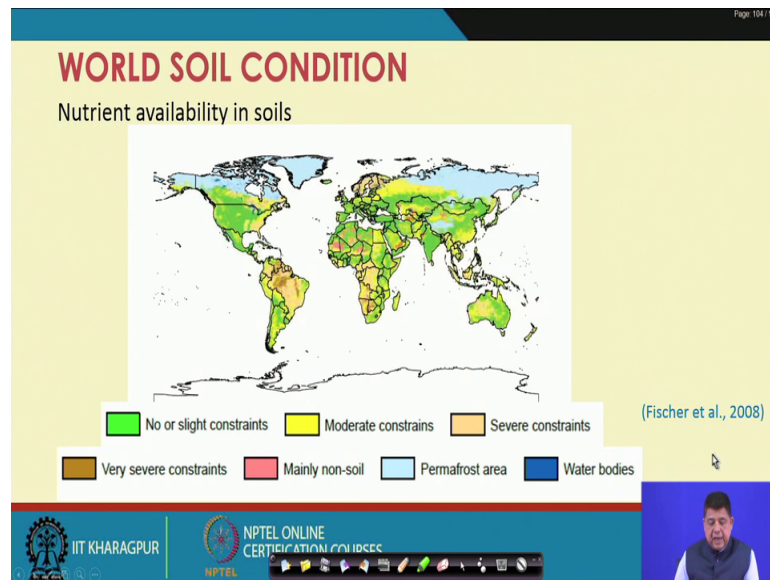 Page: 104 / 1
WORLD SOIL CONDITION
Nutrient availability in soils
No or slight constraints
Moderate constrains
Severe constraints
(Fischer et al., 2008)
Very severe constraints
Mainly non-soil
Permafrost area
Water bodies
IIT KHARAGPUR
NPTEL
NPTEL ONLINE
CERTIFICATION COURSES